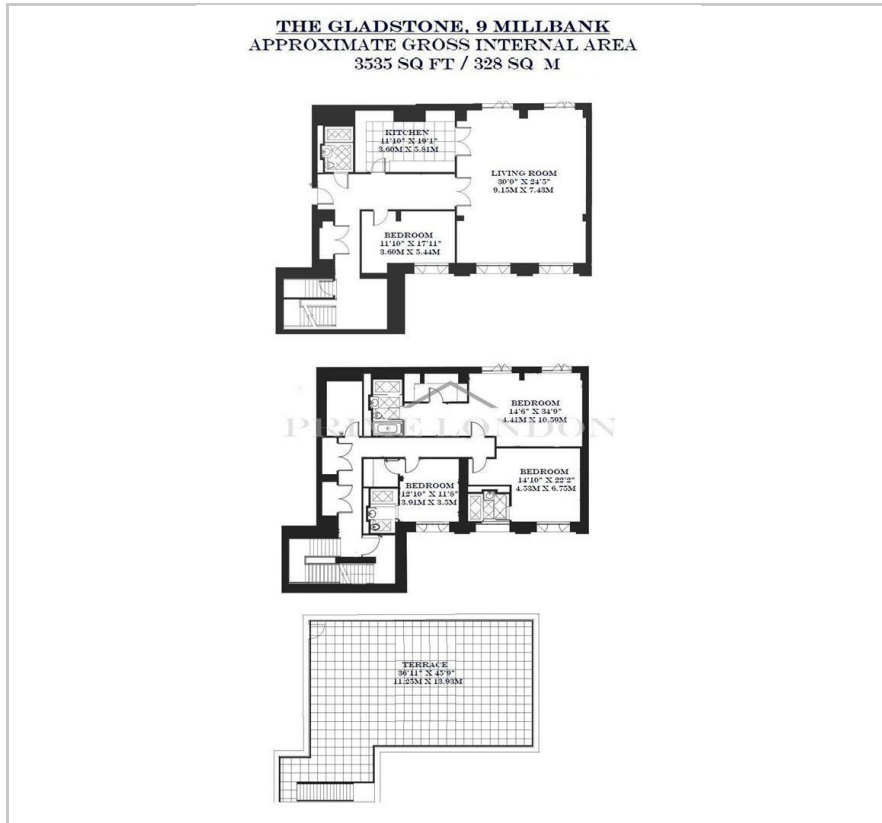 THE GLADSTONE, 9 MILLBANK
APPROXIMATE GROSS INTERNAL AREA
3535 SQ FT / 328 SQ M
KITCHEN
11'10" X 19'1"
3.60M X 5.81M
LIVING ROOM
30'0" X 24'5"
9.15M X 7.43M
BEDROOM
11'10" X 17'11"
3.60M X 5.44M
BEDROOM
14'6" X 34'9"
4.41M X 10.59M
PRIME LONDON
BEDROOM
14'10" X 22'2"
4.53M X 6.75M
BEDROOM
12'10" X 11'8"
3.91M X 3.5M
TERRACE
36'11" X 45'9"
11.25M X 13.93M